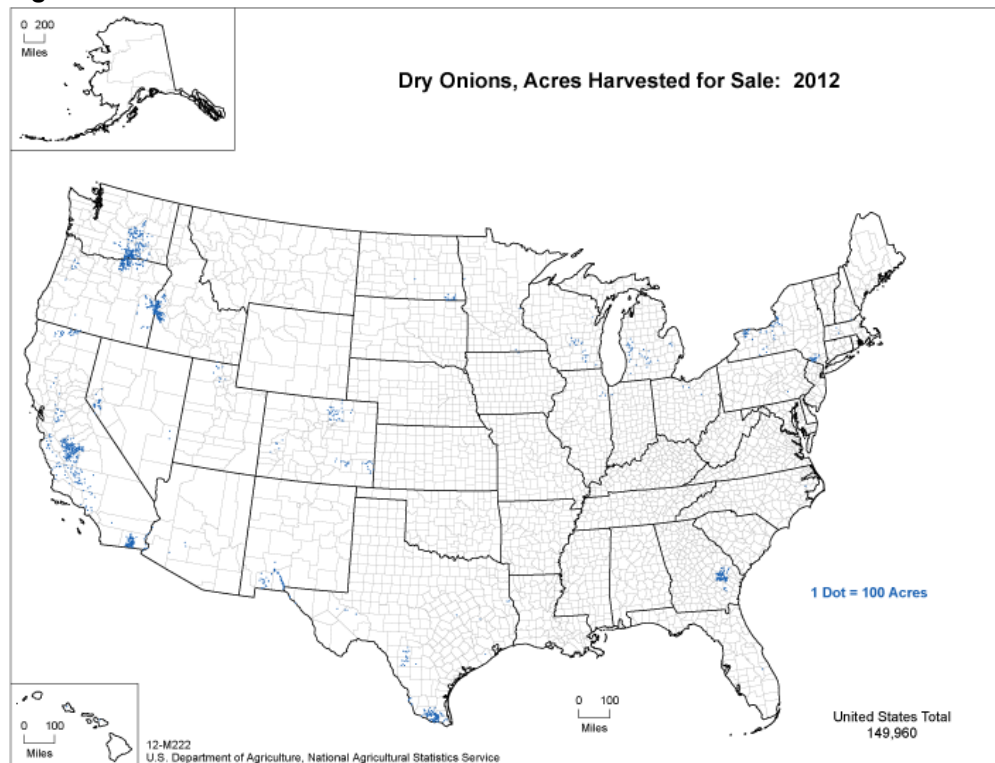 0 200
Miles
Dry Onions, Acres Harvested for Sale: 2012
1 Dot = 100 Acres
0 100
Miles
0 100
Miles
United States Total
149,960
12-M222
U.S. Department of Agriculture, National Agricultural Statistics Service